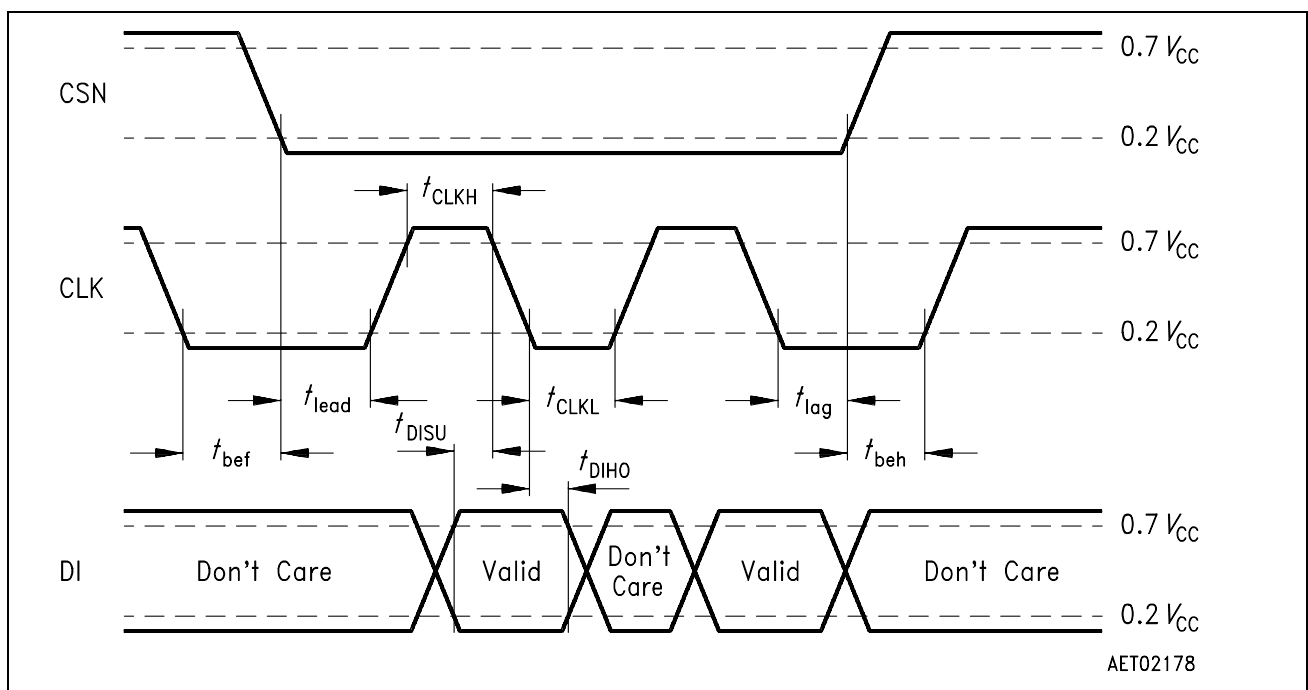 0.7 VCC
CSN
0.2 VCC
tCLKH
0.7 VCC
CLK
0.2 VCC
tlead
tCLKL
tlag
tDISU
tbef
tbeh
tDIHO
0.7 VCC
DI
Don't Care
Valid
Don't
Care
Valid
Don't Care
0.2 VCC
AET02178